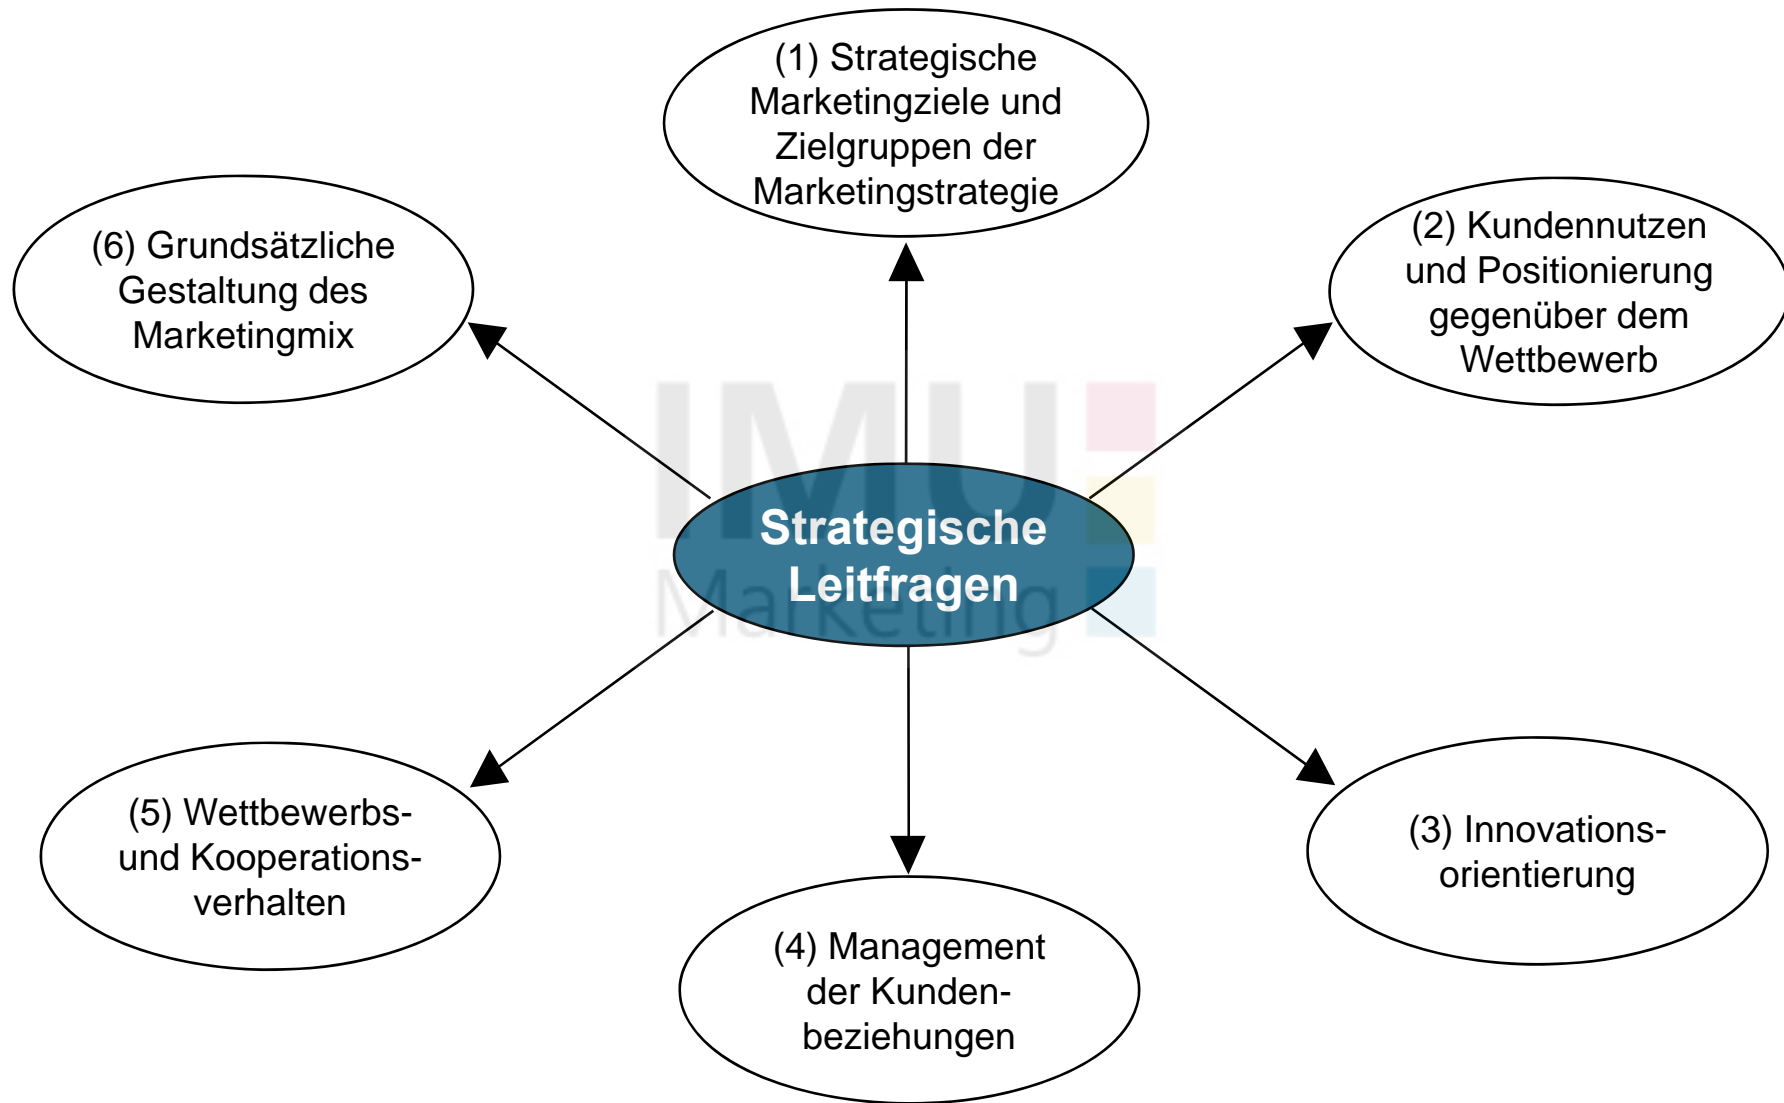 (1) Strategische
Marketingziele und
Zielgruppen der
Marketingstrategie
(2) Kundennutzen
und Positionierung
gegenüber dem
Wettbewerb
(3) Innovations-
orientierung
(4) Management
der Kunden-
beziehungen
(5) Wettbewerbs-
und Kooperations-
verhalten
(6) Grundsätzliche
Gestaltung des
Marketingmix
Strategische
Leitfragen
IMU
Marketing